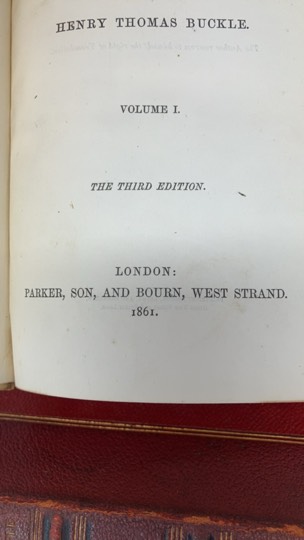 HENRY THOMAS BUCKLE.
VOLUME I.
THE THIRD EDITION.
LONDON:
PARKER, SON, AND BOURN, WEST STRAND.
1861.